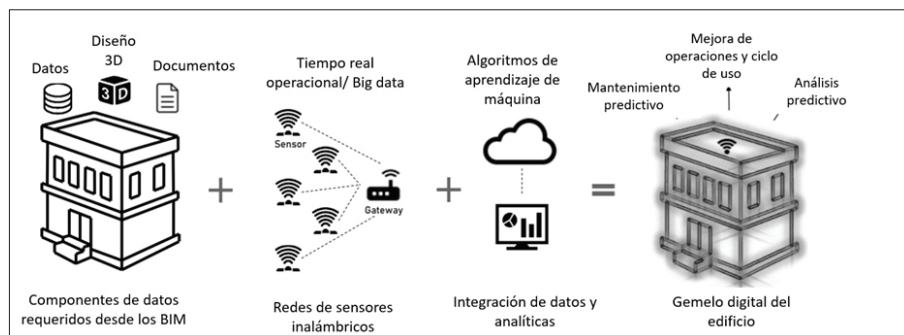 Datos
Diseño
3D
Documentos
3 D
Componentes de datos
requeridos desde los BIM
Tiempo real
operacional/ Big data
Sensor
Gateway
Redes de sensores
inalámbricos
Algoritmos de
aprendizaje de
máquina
Integración de datos y
analíticas
Mejora de
operaciones y ciclo
de uso
Mantenimiento
predictivo
Análisis
predictivo
Gemelo digital del
edificio